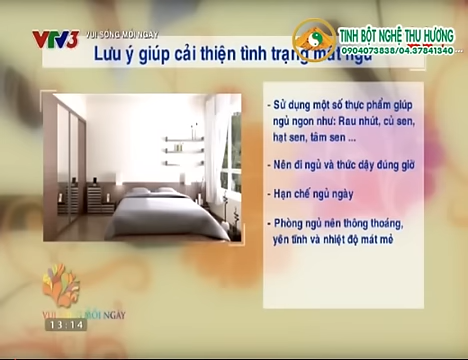 VTV3
VUI SỐNG MỖI NGÀY
TINH BỘT NGHỆ THU HƯƠNG
0904073838/04.37841340 ...
Lưu ý giúp cải thiện tình trạng mất ngủ
- Sử dụng một số thực phẩm giúp
ngủ ngon như: Rau nhút, củ sen,
hạt sen, tâm sen ...
- Nên đi ngủ và thức dậy đúng giờ
- Hạn chế ngủ ngày
- Phòng ngủ nên thông thoáng,
yên tĩnh và nhiệt độ mát mẻ
VUI SỐNG MỖI NGÀY
13:14